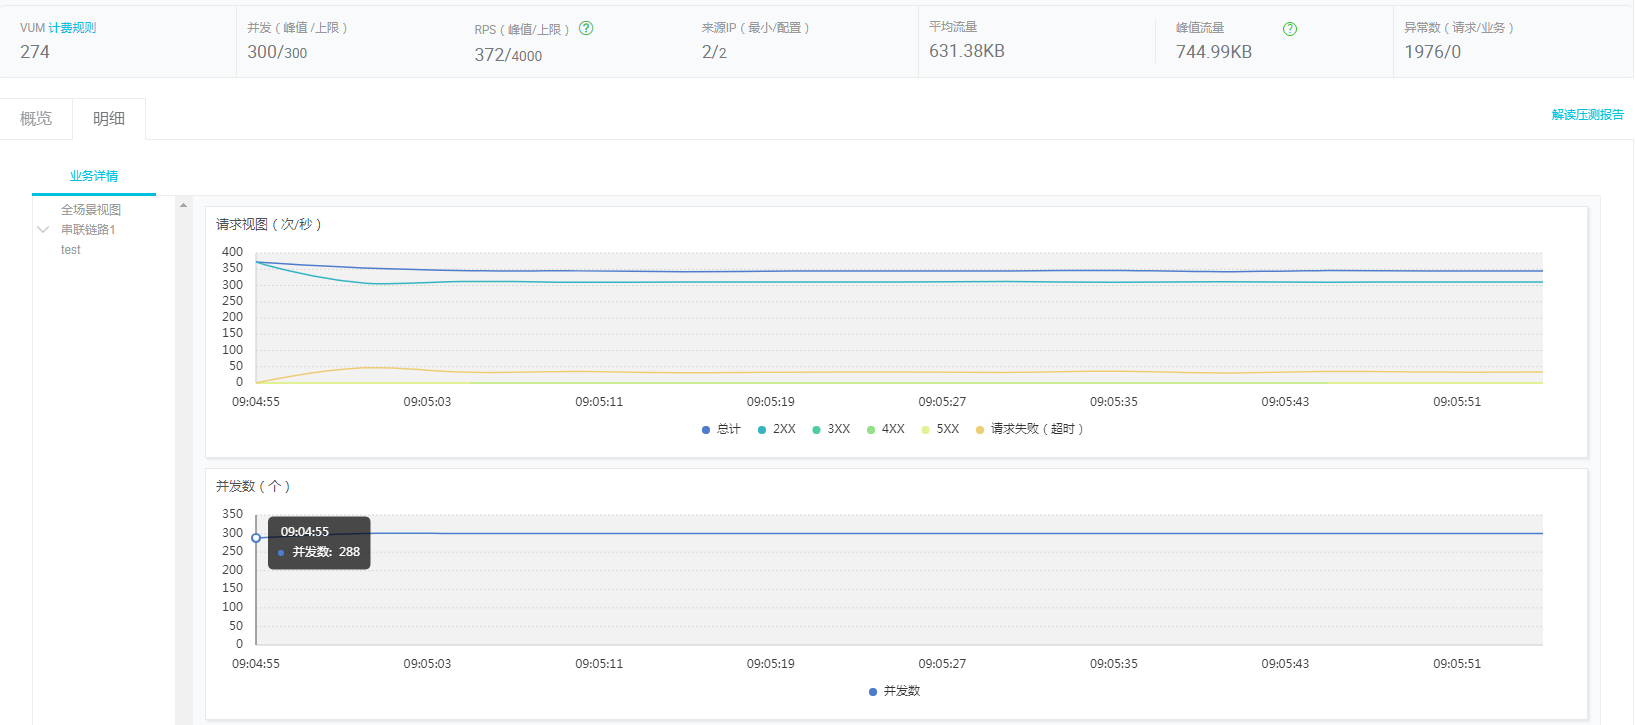 VUM 计费规则
274
并发（峰值 /上限 ）
300/300
RPS（ 峰值/上限 ）
372/4000
来源IP（ 最小/配置 ）
2/2
平均流量
631.38KB
峰值流量
744.99KB
异常数（ 请求/业务 ）
1976/0
概览
明细
解读压测报告
业务详情
全场景视图
串联链路1
test
请求视图（ 次/秒 ）
400
350
300
250
200
150
100
50
0
09:04:55 09:05:03 09:05:11 09:05:19 09:05:27 09:05:35 09:05:43 09:05:51
总计 2XX 3XX 4XX 5XX 请求失败（ 超时 ）
并发数（ 个 ）
350
300
250
200
150
100
50
0
09:04:55
并发数: 288
09:04:55 09:05:03 09:05:11 09:05:19 09:05:27 09:05:35 09:05:43 09:05:51
并发数